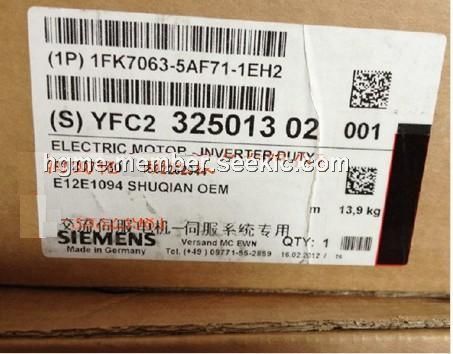 (1P) 1FK7063-5AF71-1EH2
(S) YFC2 325013 02 001
ELECTRIC MOTOR - INVERTER DUTY
hgme-member.seekic.com
E12E1094 SHUQIAN OEM
m 13,9 kg
交流伺服电机-伺服系统专用
SIEMENS Versand MC EWN QTY: 1
Made in Germany Tel. (+49) 09771-55-2859 16.02.2012